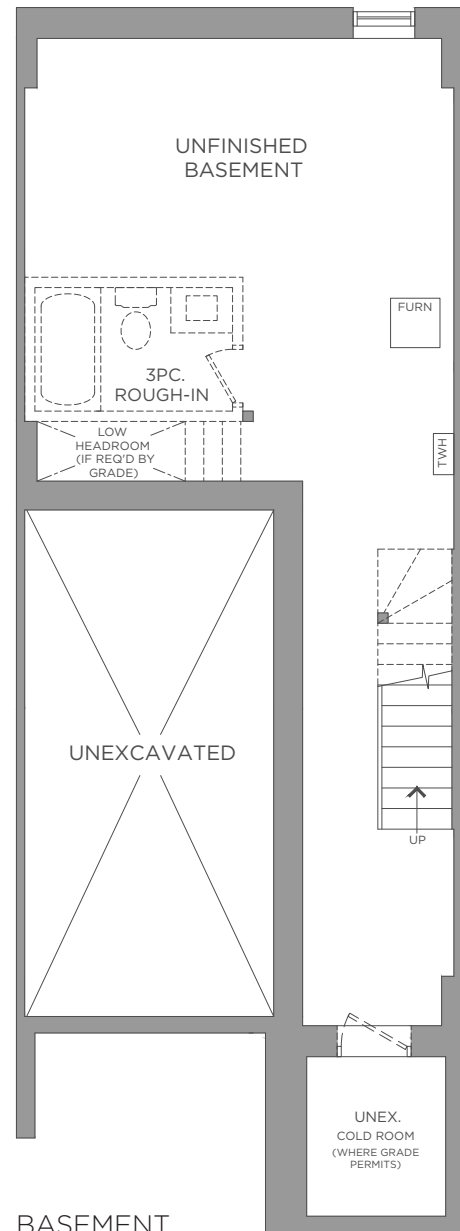 UNFINISHED
BASEMENT
FURN
3PC.
ROUGH-IN
LOW
HEADROOM
(IF REQ'D BY
GRADE)
TWH
UNEXCAVATED
UP
UNEX.
COLD ROOM
(WHERE GRADE
PERMITS)
BASEMENT